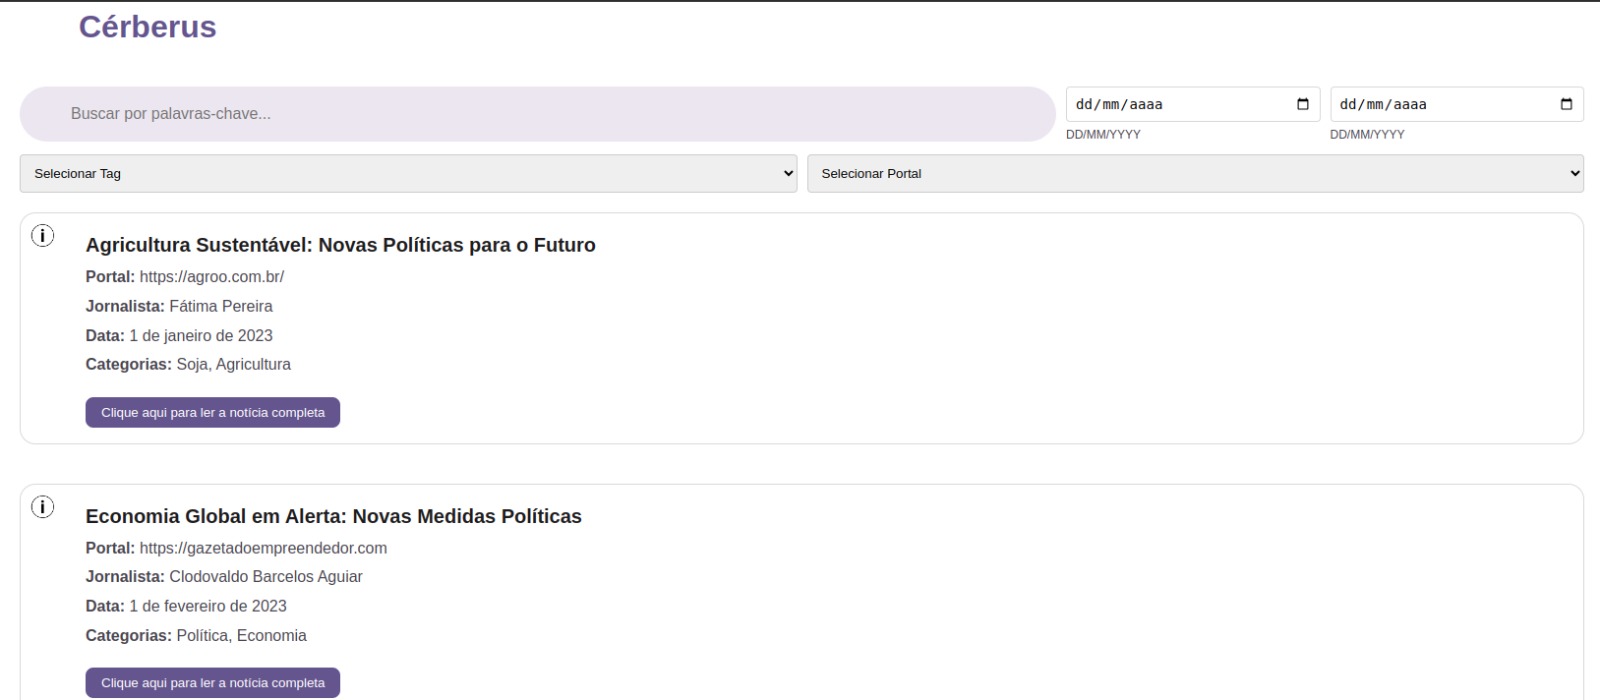 Cérberus
Buscar por palavras-chave...
dd/mm/aaaa
dd/mm/aaaa
DD/MM/YYYY
DD/MM/YYYY
Selecionar Tag
Selecionar Portal
Agricultura Sustentável: Novas Políticas para o Futuro
Portal: https://agroo.com.br/
Jornalista: Fátima Pereira
Data: 1 de janeiro de 2023
Categorias: Soja, Agricultura
Clique aqui para ler a notícia completa
Economia Global em Alerta: Novas Medidas Políticas
Portal: https://gazetadoempreendedor.com
Jornalista: Clodovaldo Barcelos Aguiar
Data: 1 de fevereiro de 2023
Categorias: Política, Economia
Clique aqui para ler a notícia completa